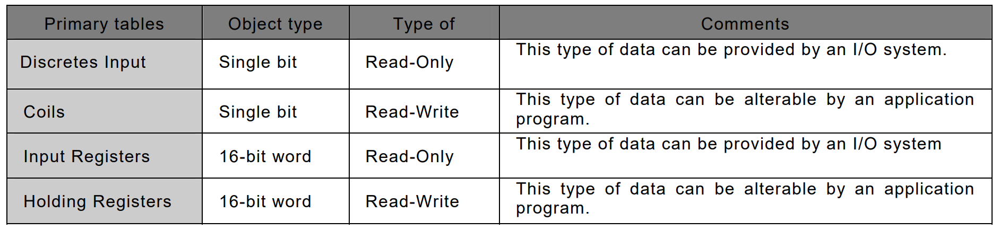 Primary tables Object type Type of Comments
Discretes Input Single bit Read-Only This type of data can be provided by an I/O system.
Coils Single bit Read-Write This type of data can be alterable by an application
program.
Input Registers 16-bit word Read-Only This type of data can be provided by an I/O system
Holding Registers 16-bit word Read-Write This type of data can be alterable by an application
program.